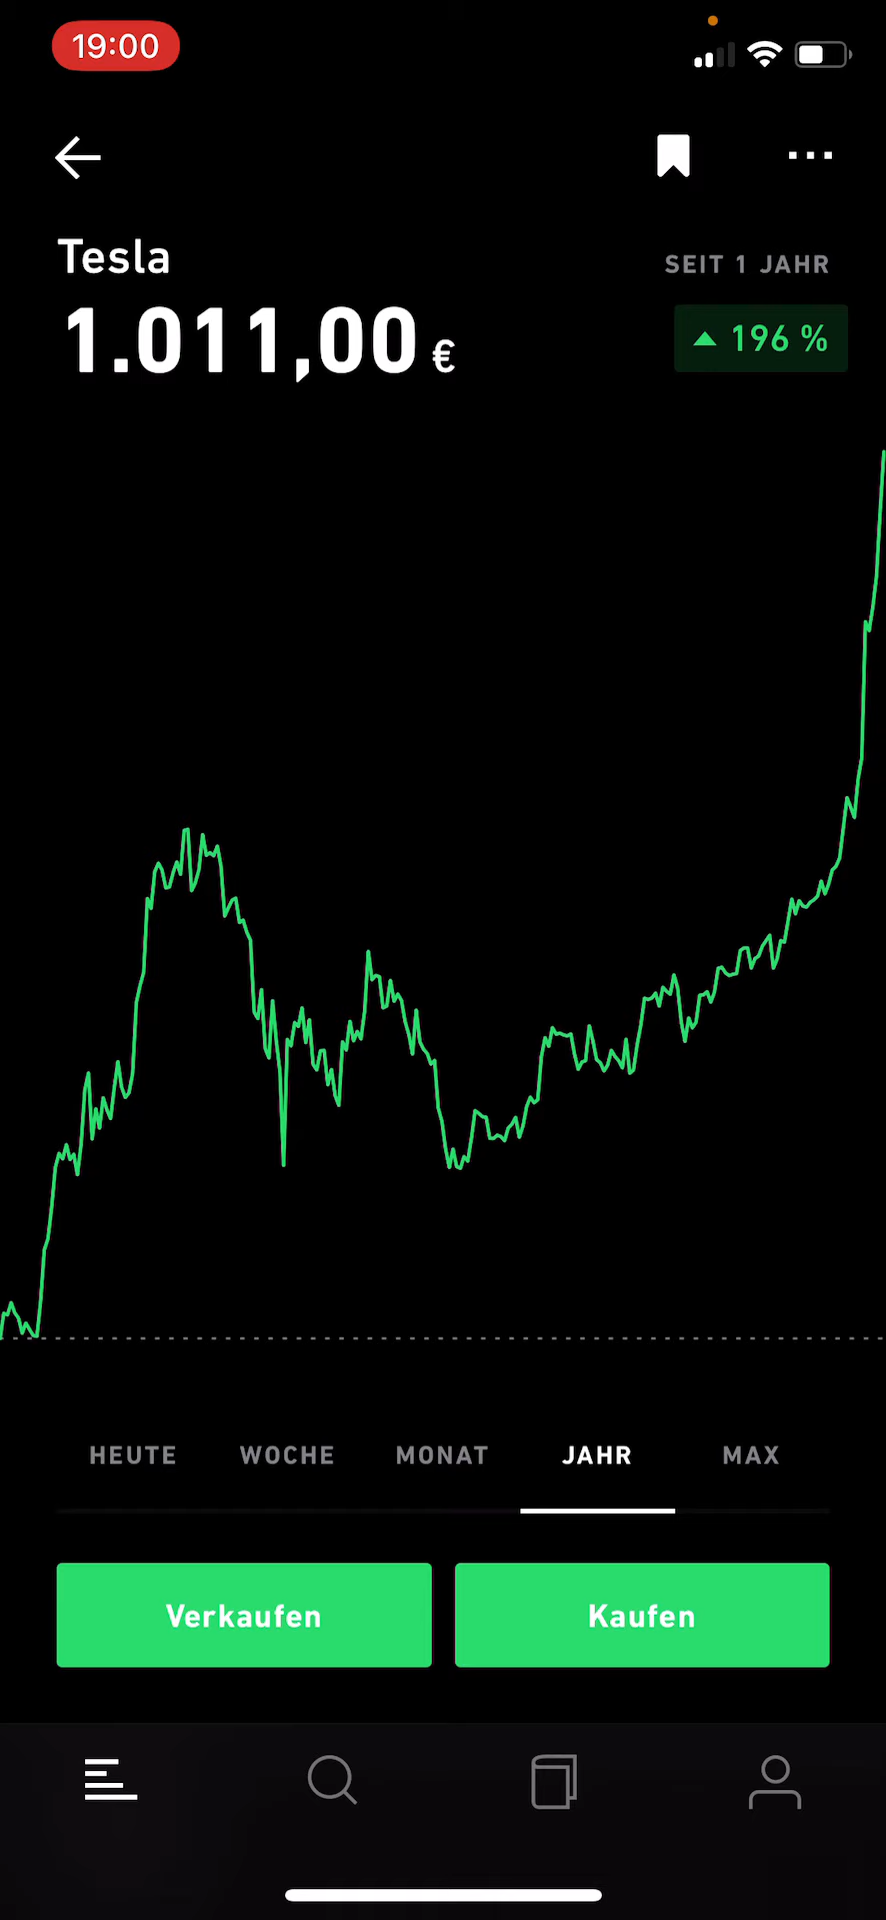 19:00
Tesla
SEIT 1 JAHR
1.011,00 €
196 %
HEUTE WOCHE MONAT JAHR MAX
Verkaufen Kaufen